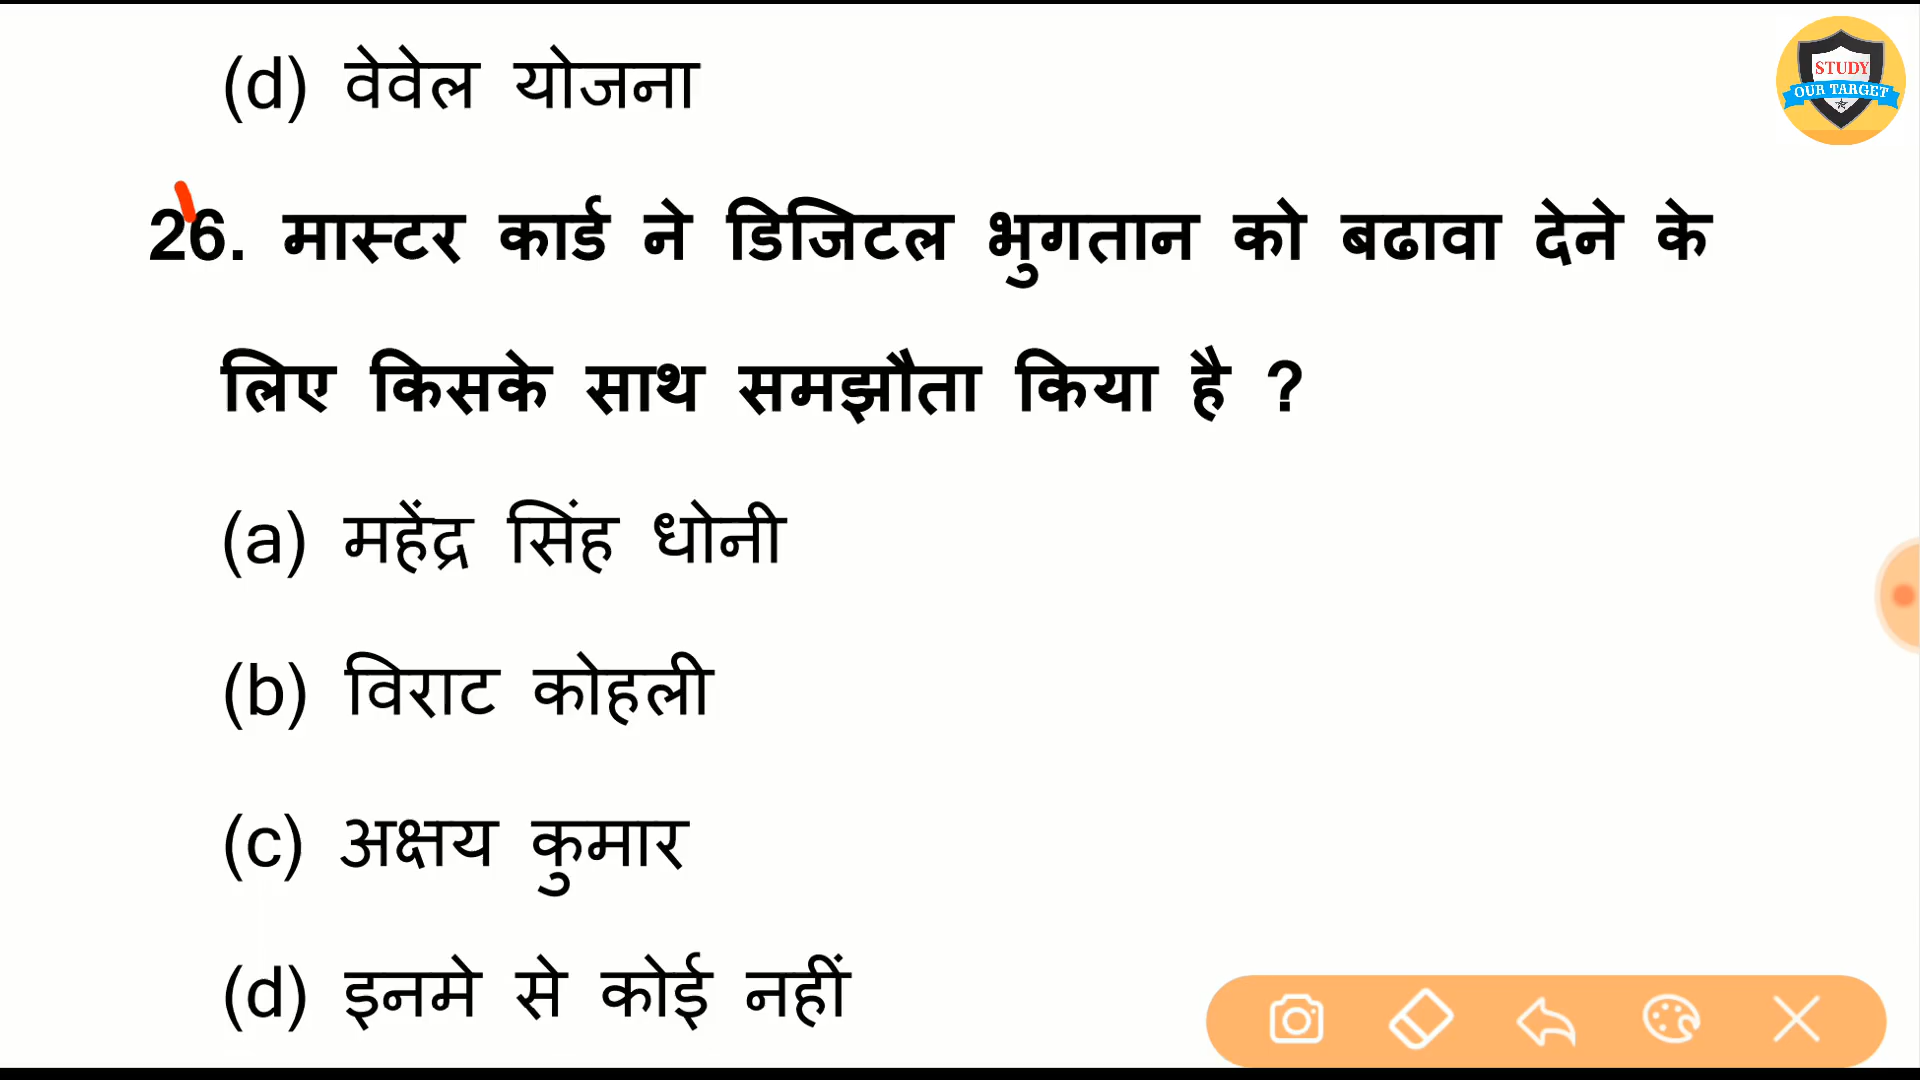 (d) वेवेल योजना
STUDY
OUR TARGET
26. मास्टर कार्ड ने डिजिटल भुगतान को बढावा देने के
लिए किसके साथ समझौता किया है ?
(a) महेंद्र सिंह धोनी
(b) विराट कोहली
(c) अक्षय कुमार
(d) इनमे से कोई नहीं